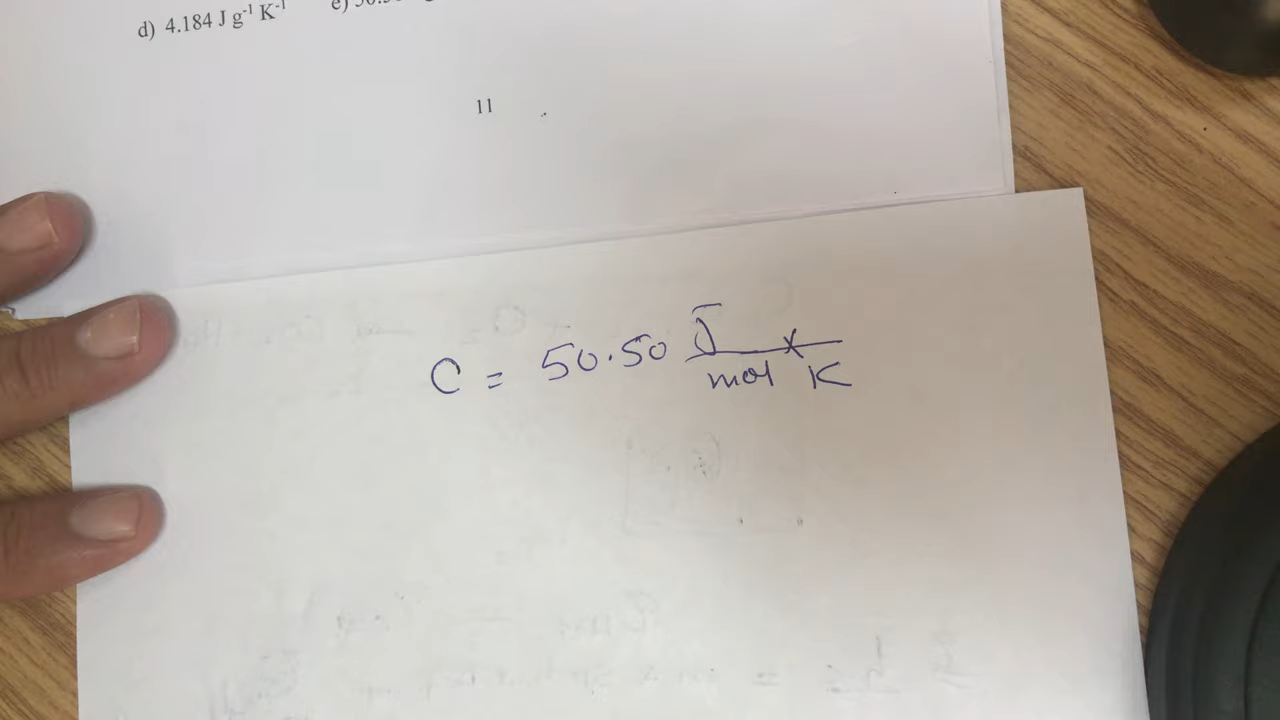 d) 4.184 J g⁻¹ K⁻¹ e)
11
C = 50.50 J / mol × K